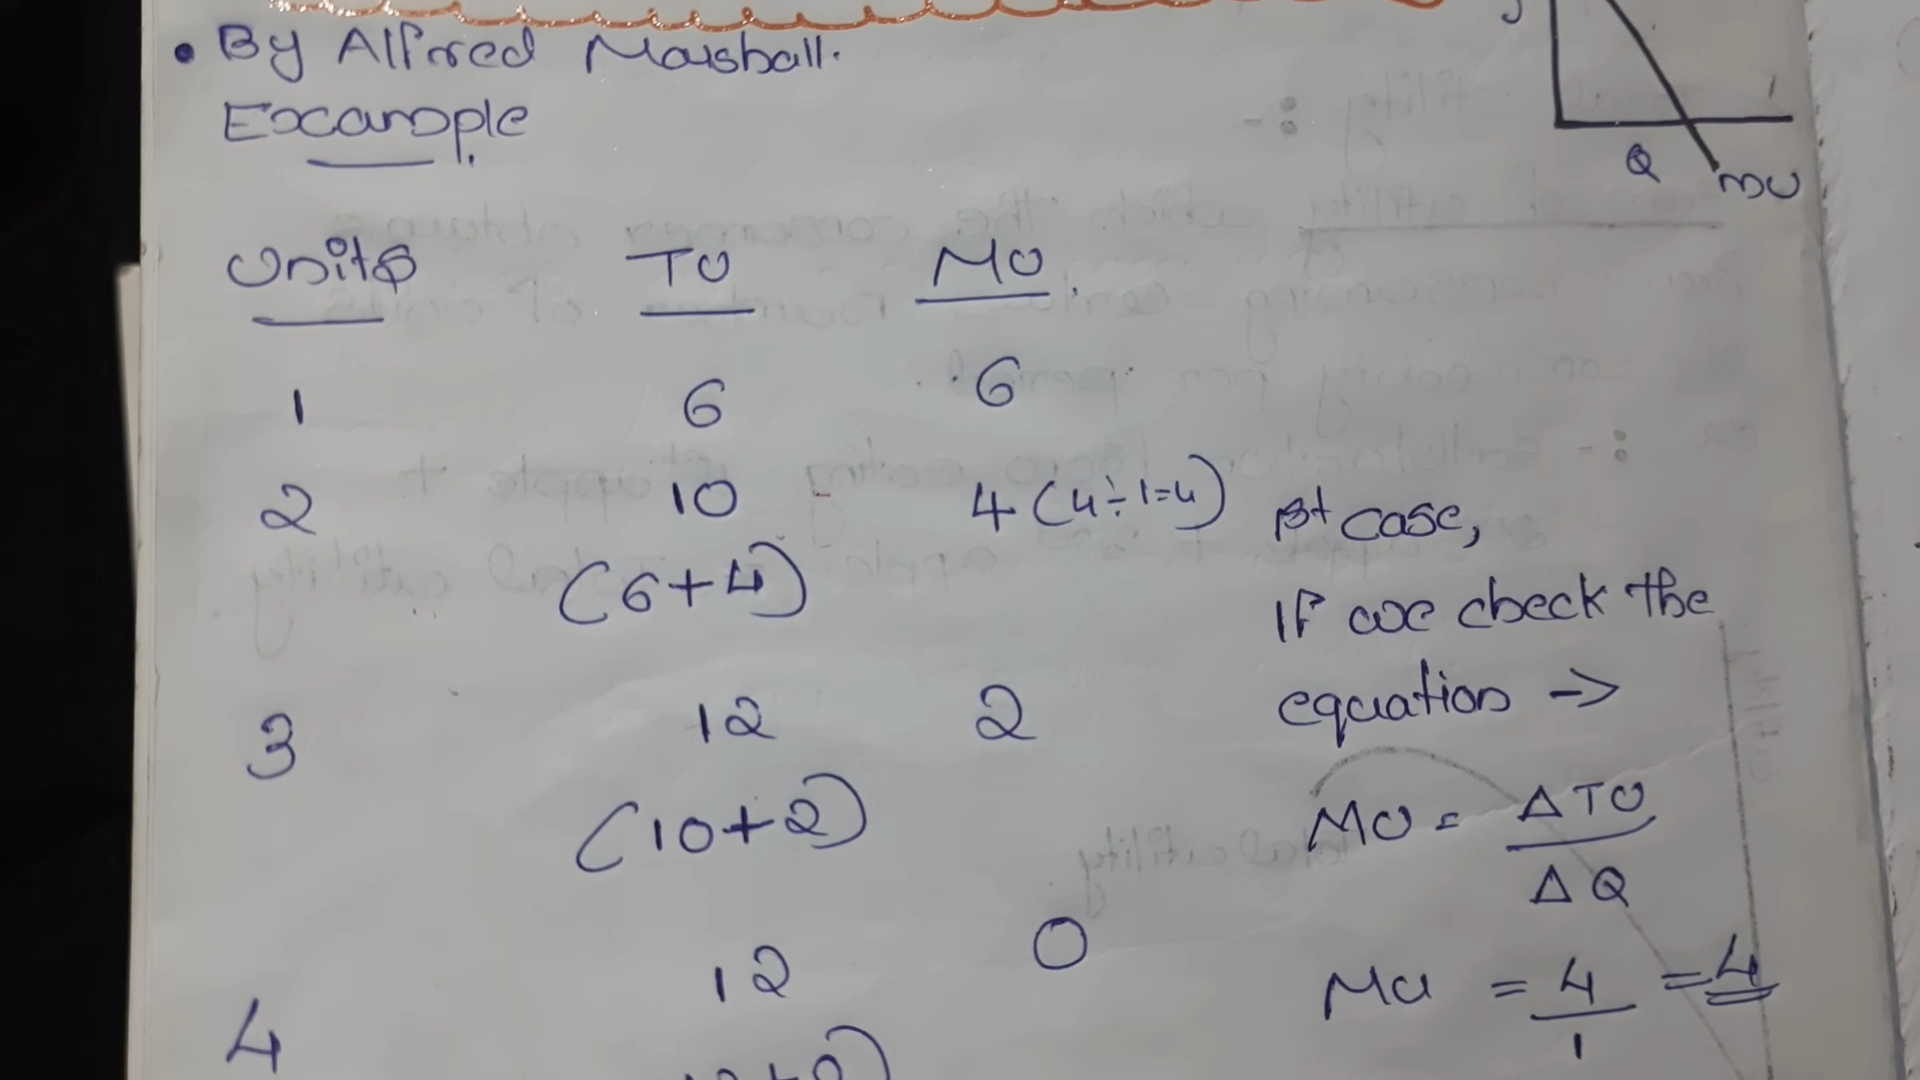 • By Alfred Marshall.
Example
Q
MU
Units TU MU
1 6 6
2 10 4 (4÷1=4)
(6+4)
1st case,
If we check the
equation →
3 12 2
(10+2)
MU = ΔTU
ΔQ
4 12 0
MU = 4 = 4
1